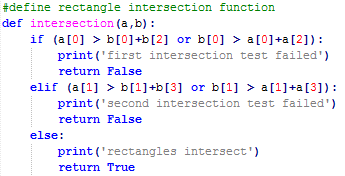 #define rectangle intersection function
def intersection(a,b):
    if (a[0] > b[0]+b[2] or b[0] > a[0]+a[2]):
        print('first intersection test failed')
        return False
    elif (a[1] > b[1]+b[3] or b[1] > a[1]+a[3]):
        print('second intersection test failed')
        return False
    else:
        print('rectangles intersect')
        return True